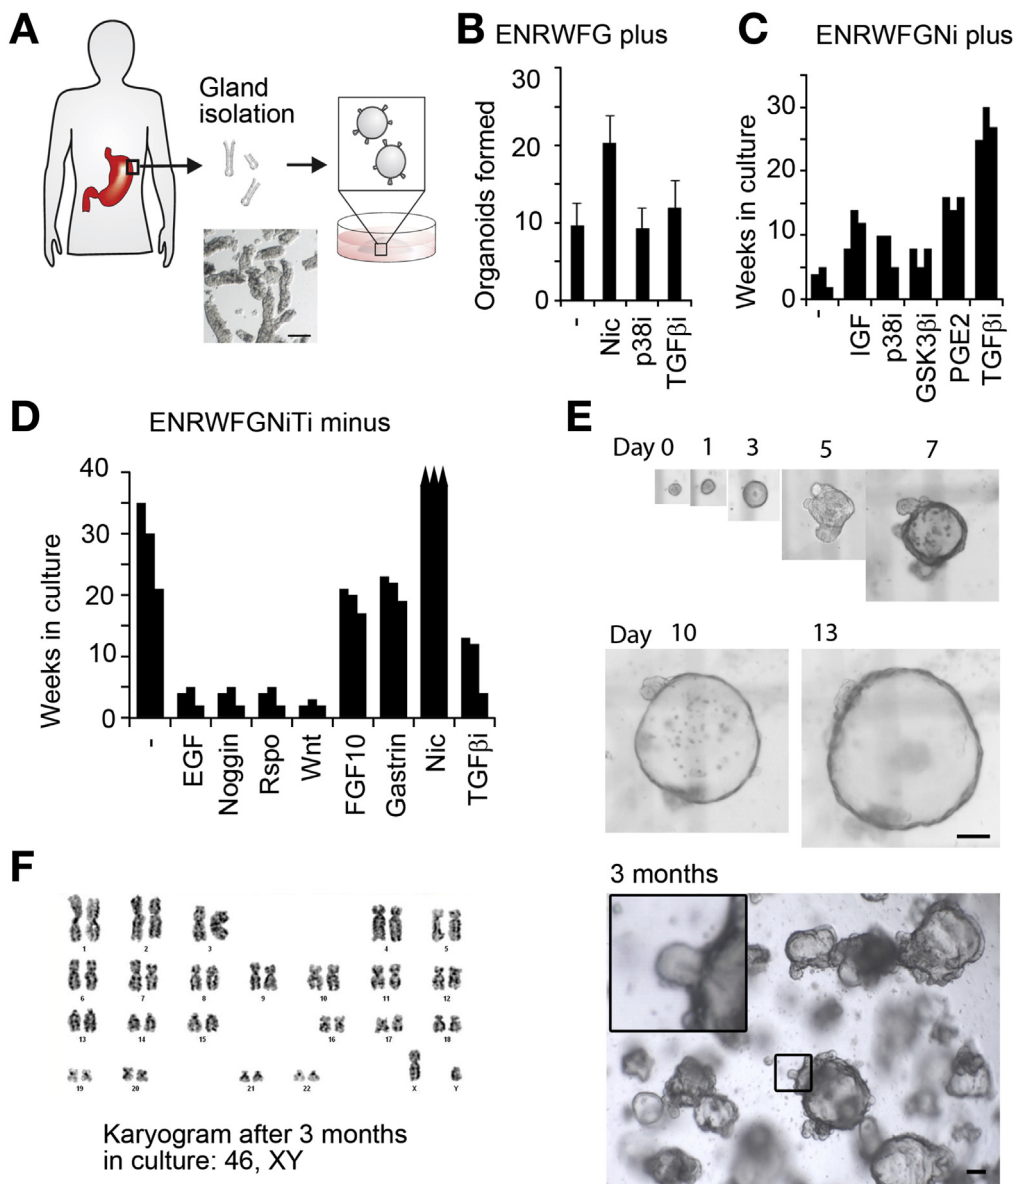 A
Gland
isolation
B ENRWFG plus
Organoids formed
30
20
10
0
-
Nic
p38i
TGFβi
C ENRWFGNi plus
Weeks in culture
30
20
10
0
-
IGF
p38i
GSK3βi
PGE2
TGFβi
D ENRWFGNiTi minus
Weeks in culture
40
30
20
10
0
-
EGF
Noggin
Rspo
Wnt
FGF10
Gastrin
Nic
TGFβi
E
Day 0 1 3 5 7
Day 10 13
3 months
F
1 2 3 4 5
6 7 8 9 10 11 12
13 14 15 16 17 18
19 20 21 22 X Y
Karyogram after 3 months
in culture: 46, XY